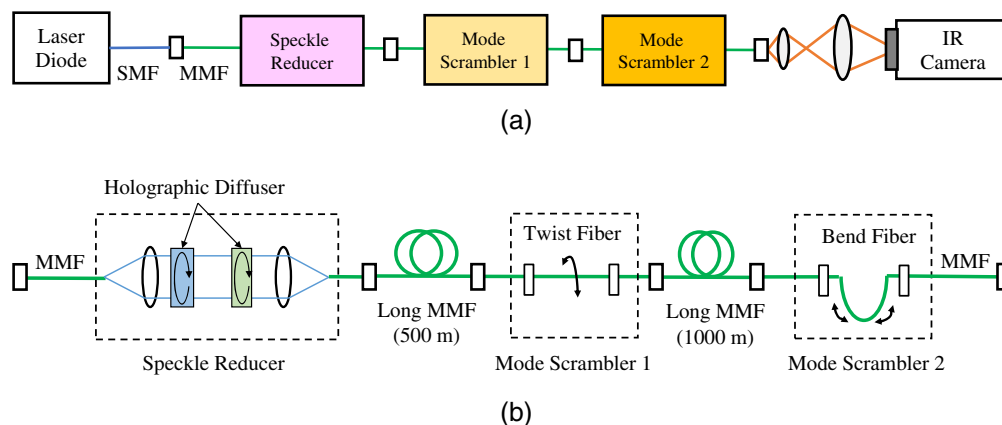 Laser
Diode
SMF
MMF
Speckle
Reducer
Mode
Scrambler 1
Mode
Scrambler 2
IR
Camera
(a)
Holographic Diffuser
MMF
Speckle Reducer
Long MMF
(500 m)
Twist Fiber
Mode Scrambler 1
Long MMF
(1000 m)
Bend Fiber
Mode Scrambler 2
MMF
(b)